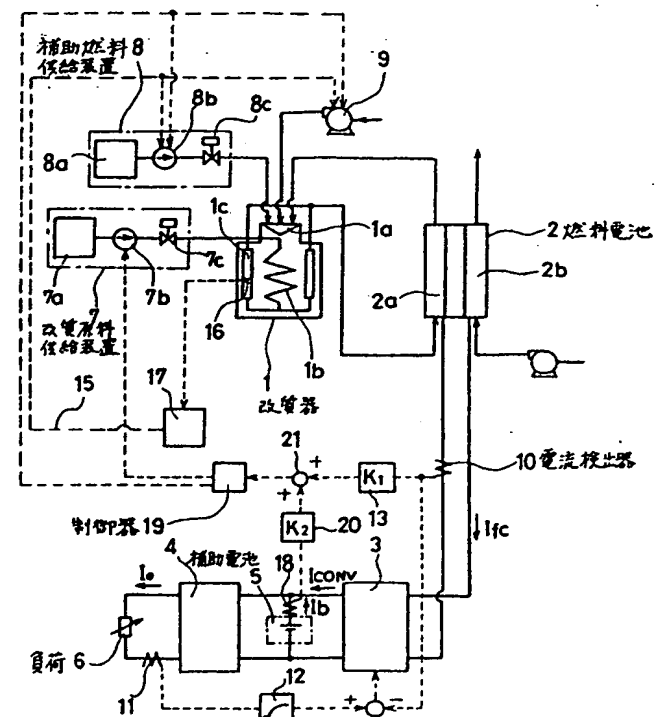 補助燃料 8
供給装置
8b
8c
9
8a
1c
1a
2 燃料電池
7a
7b
7c
2a
2b
16
7
改質原料
供給装置
1
1b
改質器
15
17
21
+
K₁
10 電流検出器
+
13
制御器 19
K₂
20
Ifc
4
補助電池
3
Io
18
ICONV
5
Ib
負荷 6
11
12
+
-